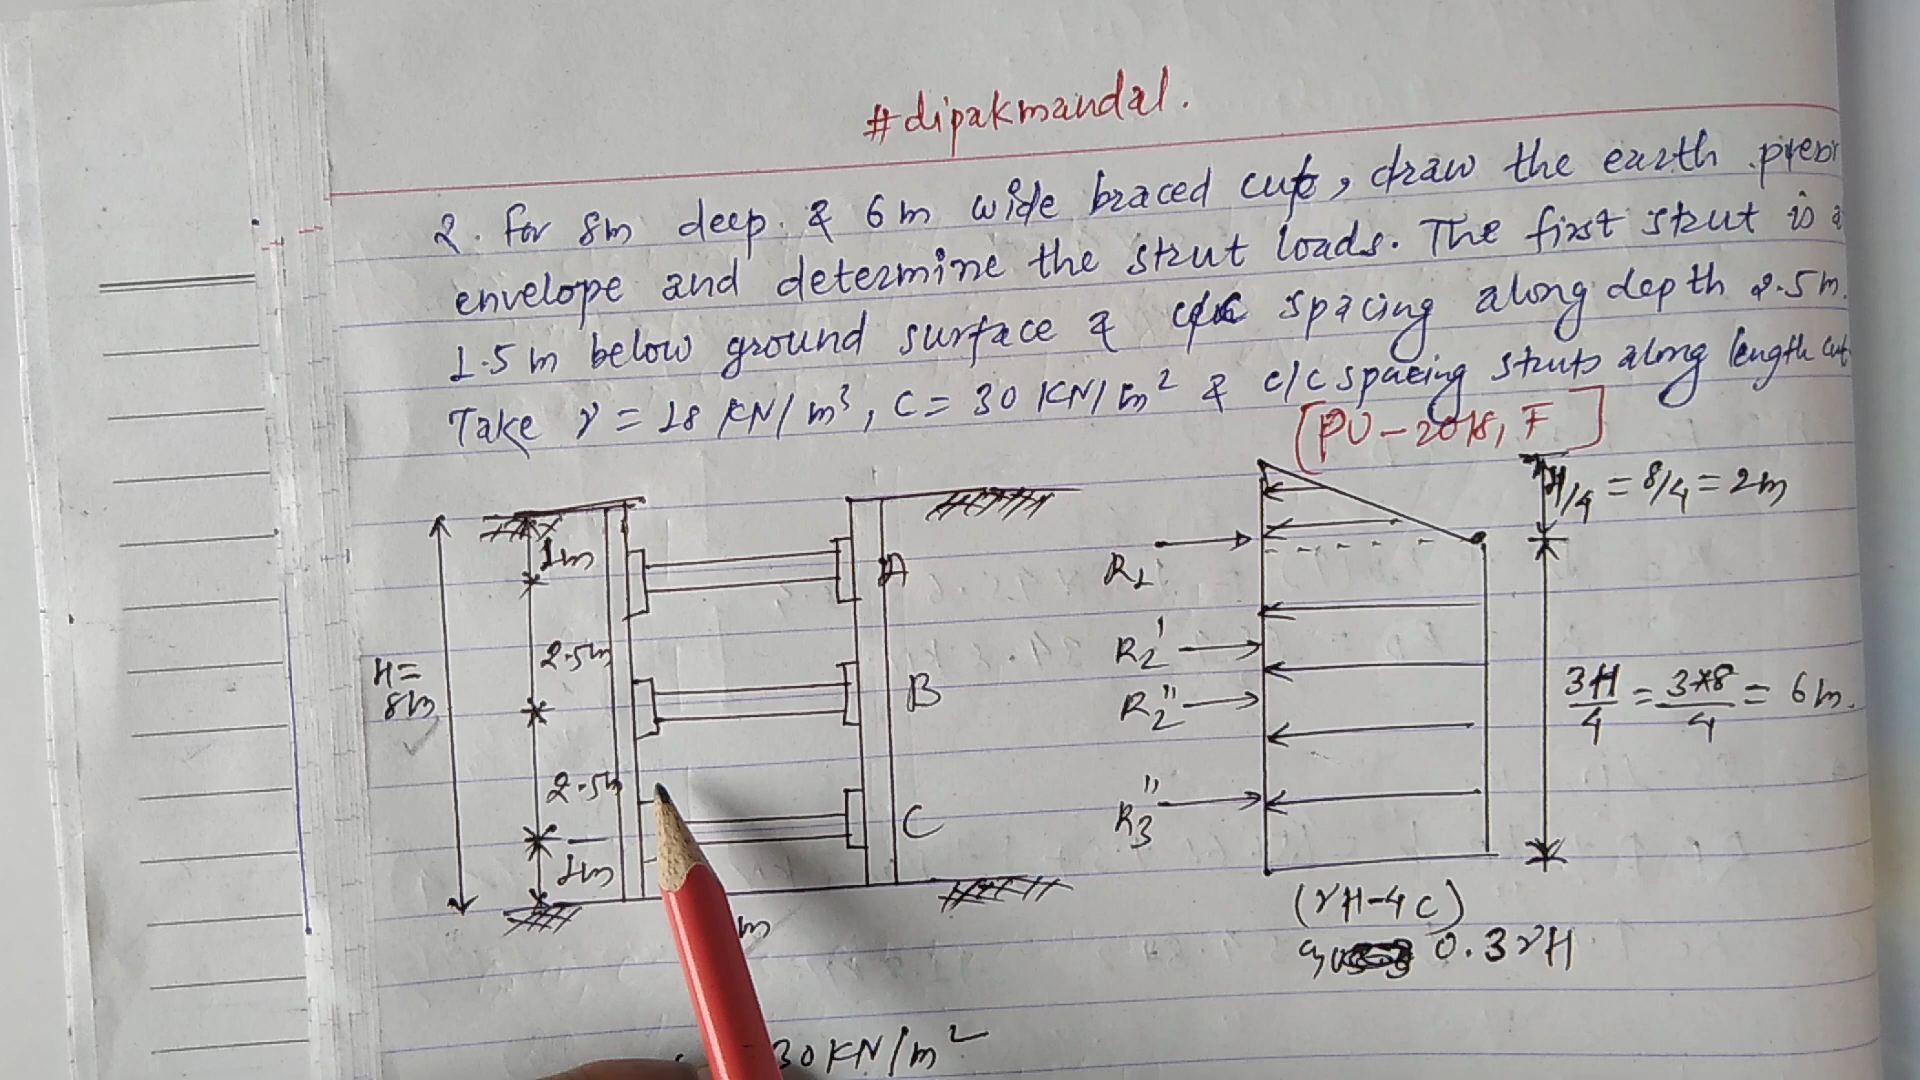 #dipakmandal.
2. for 8m deep & 6m wide braced cut, draw the earth
envelope and determine the strut loads. The first strut is
1.5m below ground surface & c/c spacing along depth 2.5m.
Take γ = 18 KN/m³, C = 30 KN/m² & c/c spacing struts along length cut
[PU-2018, F]
H/4 = 8/4 = 2m
1m
A
R1
2.5m
H= 8m
B
R2'
R2"
3H/4 = 3*8/4 = 6m.
2.5m
C
R3"
1m
m
(γH-4C)
0.3γH
30KN/m²